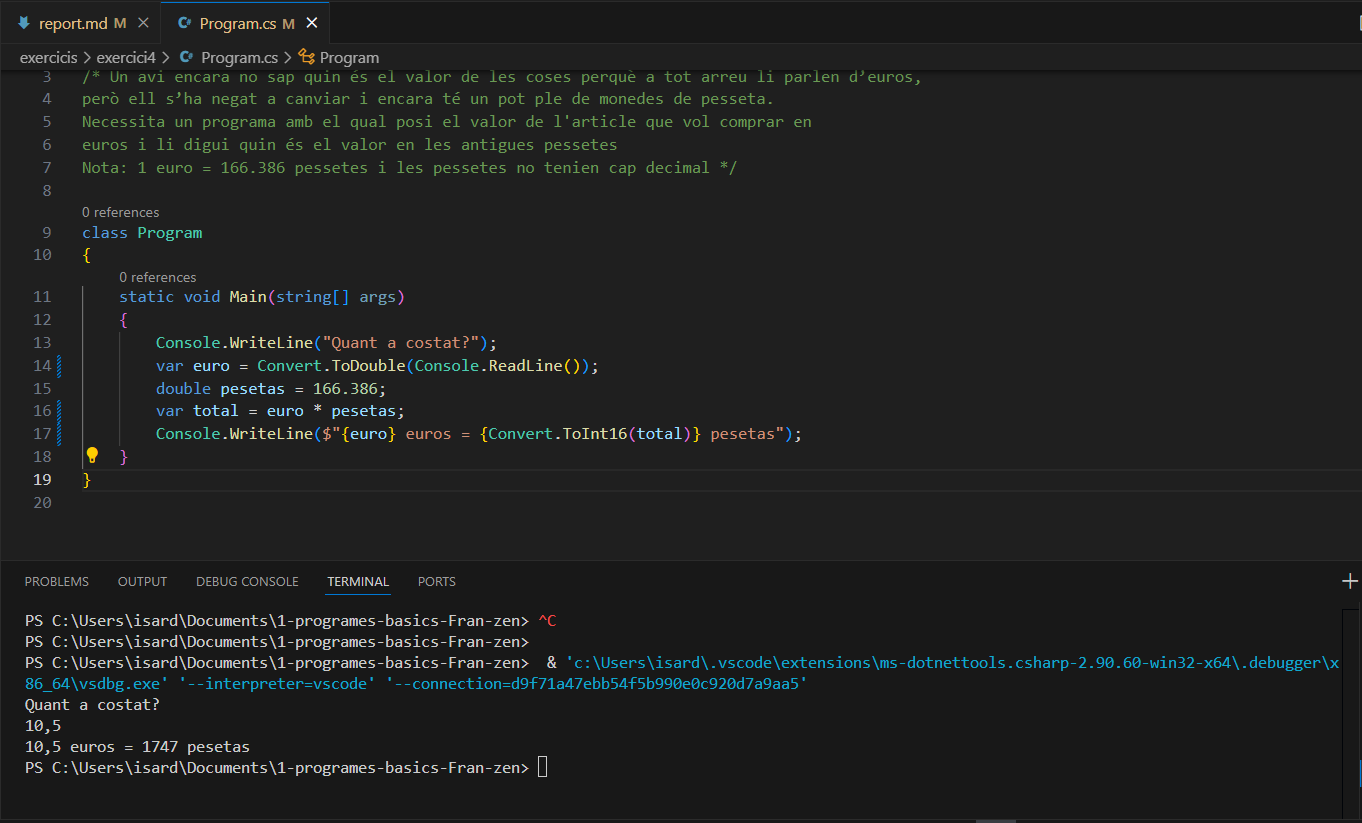 report.md M
Program.cs M
exercicis > exercici4 > Program.cs > Program
3 /* Un avi encara no sap quin és el valor de les coses perquè a tot arreu li parlen d’euros,
4 però ell s’ha negat a canviar i encara té un pot ple de monedes de pesseta.
5 Necessita un programa amb el qual posi el valor de l'article que vol comprar en
6 euros i li digui quin és el valor en les antigues pessetes
7 Nota: 1 euro = 166.386 pessetes i les pessetes no tenien cap decimal */
8
0 references
9 class Program
10 {
0 references
11 static void Main(string[] args)
12 {
13 Console.WriteLine("Quant a costat?");
14 var euro = Convert.ToDouble(Console.ReadLine());
15 double pesetas = 166.386;
16 var total = euro * pesetas;
17 Console.WriteLine($"{euro} euros = {Convert.ToInt16(total)} pesetas");
18 }
19 }
20
PROBLEMS OUTPUT DEBUG CONSOLE TERMINAL PORTS
PS C:\Users\isard\Documents\1-programes-basics-Fran-zen> ^C
PS C:\Users\isard\Documents\1-programes-basics-Fran-zen>
PS C:\Users\isard\Documents\1-programes-basics-Fran-zen> & 'c:\Users\isard\.vscode\extensions\ms-dotnettools.csharp-2.90.60-win32-x64\.debugger\x
86_64\vsdbg.exe' '--interpreter=vscode' '--connection=d9f71a47ebb54f5b990e0c920d7a9aa5'
Quant a costat?
10,5
10,5 euros = 1747 pesetas
PS C:\Users\isard\Documents\1-programes-basics-Fran-zen>